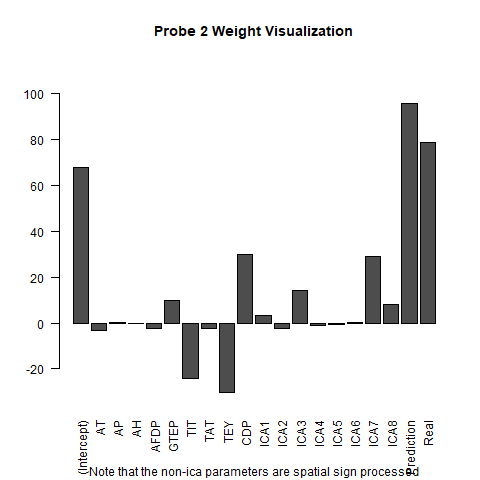 Probe 2 Weight Visualization
100
80
60
40
20
0
-20
(Intercept)
AT
AP
AH
AFDP
GTEP
TIT
TAT
TEY
CDP
ICA1
ICA2
ICA3
ICA4
ICA5
ICA6
ICA7
ICA8
Prediction
Real
Note that the non-ica parameters are spatial sign processed